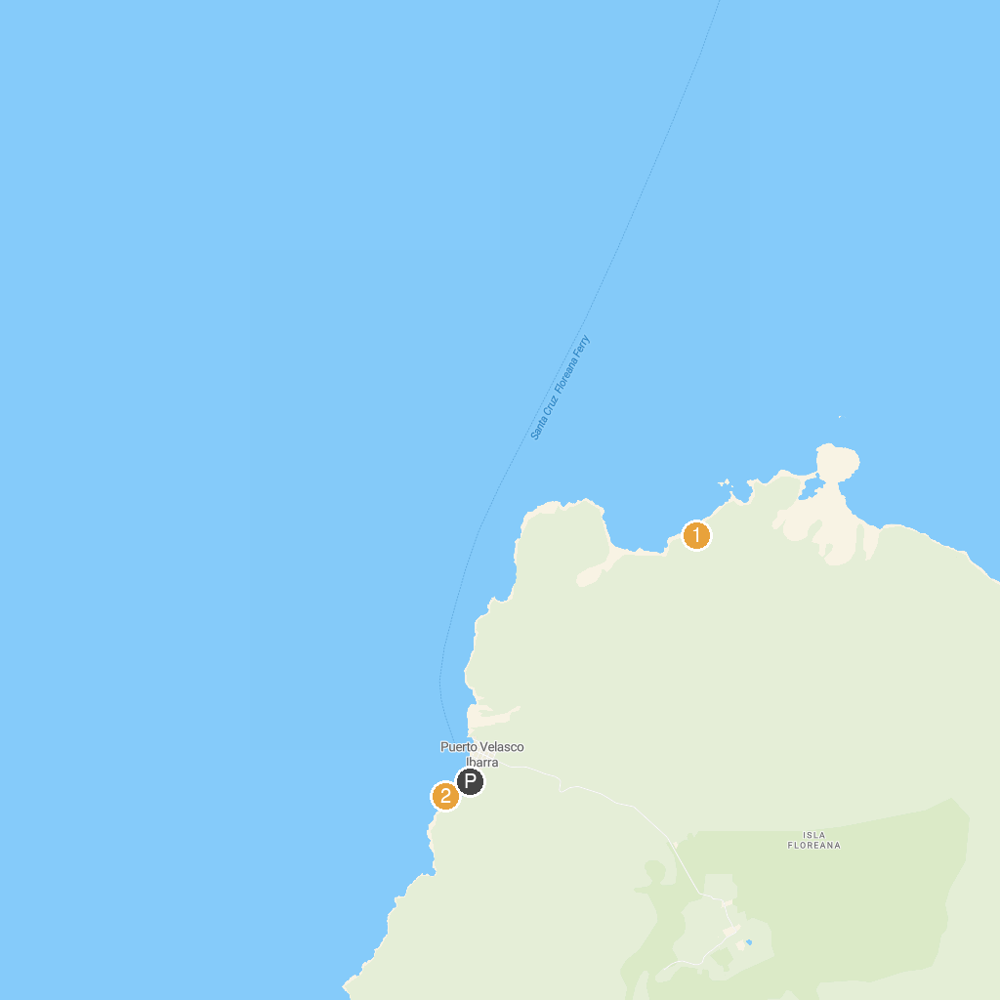 Santa Cruz Floreana Ferry
1
Puerto Velasco
Ibarra
P
2
ISLA
FLOREANA